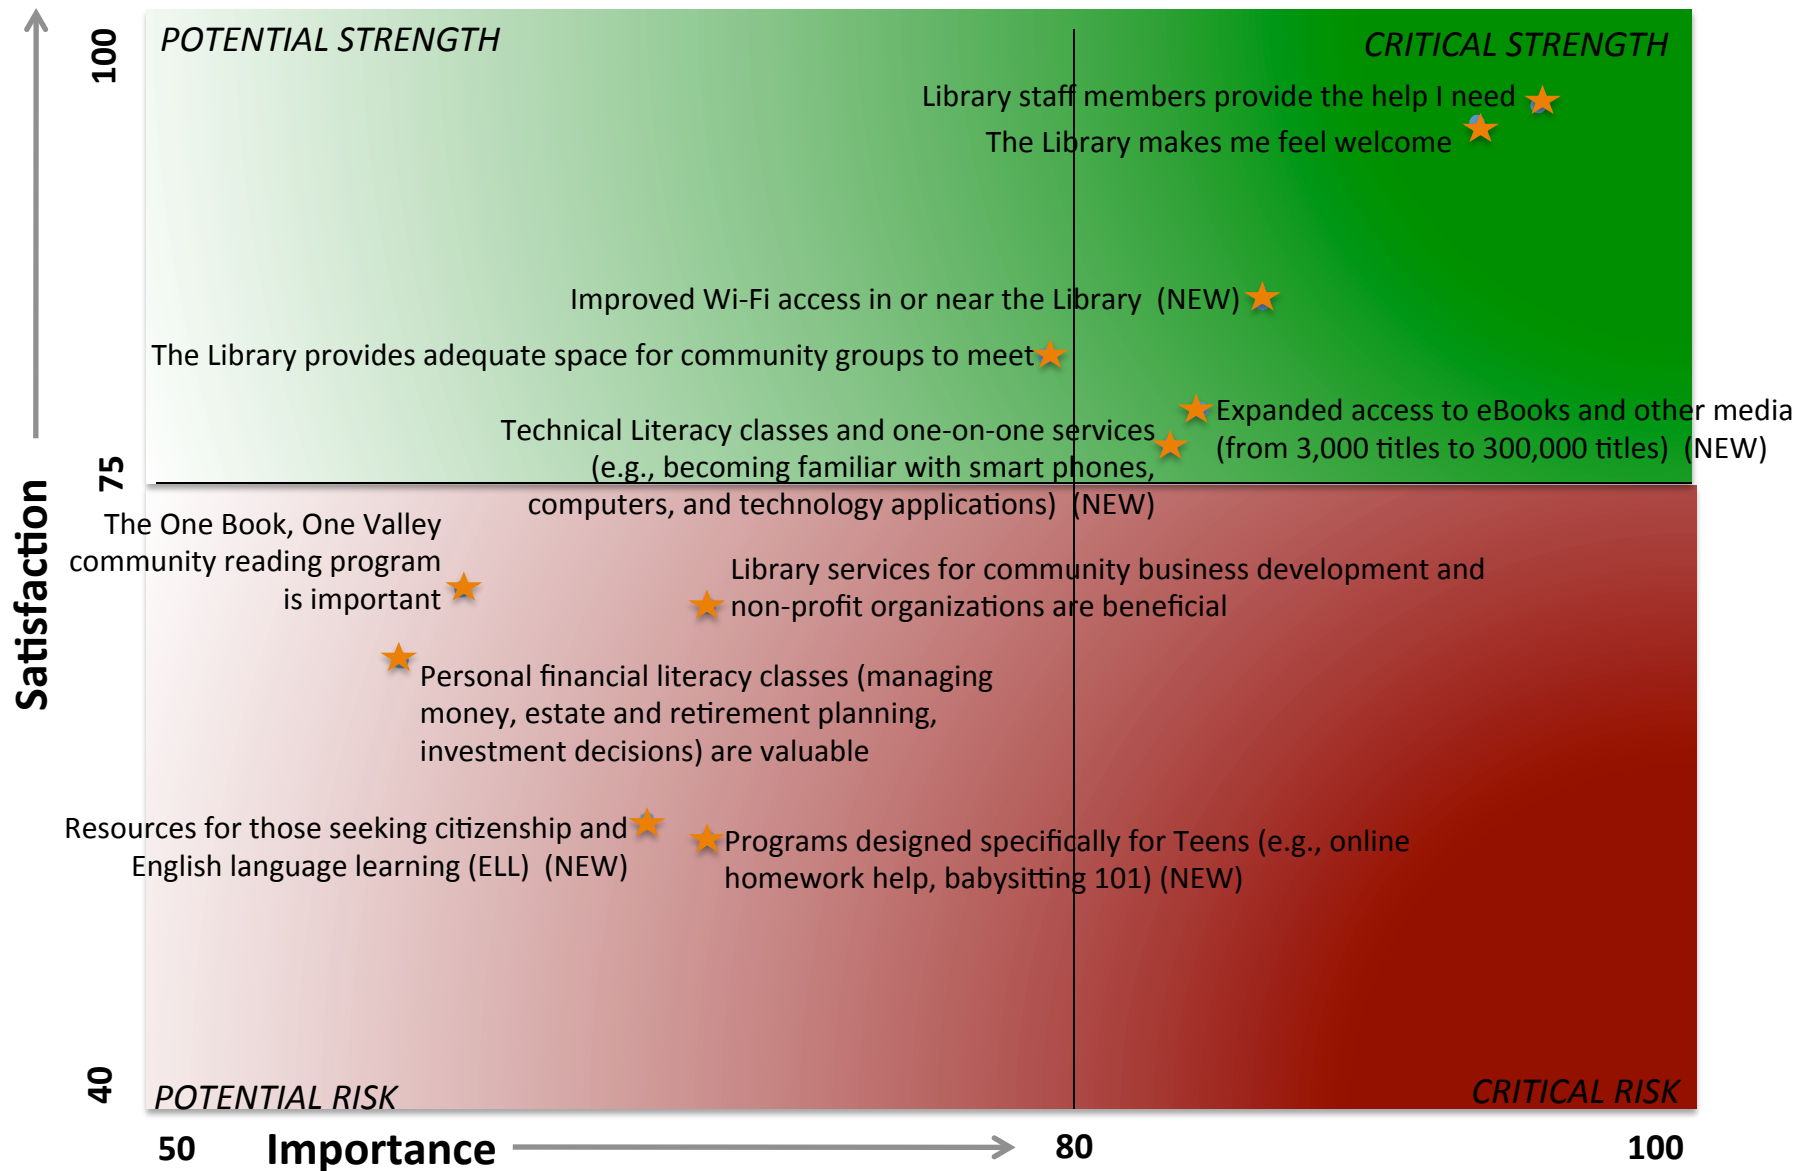 POTENTIAL STRENGTH
CRITICAL STRENGTH
100
Library staff members provide the help I need
The Library makes me feel welcome
Improved Wi-Fi access in or near the Library (NEW)
The Library provides adequate space for community groups to meet
Expanded access to eBooks and other media
(from 3,000 titles to 300,000 titles) (NEW)
Technical Literacy classes and one-on-one services
(e.g., becoming familiar with smart phones,
computers, and technology applications) (NEW)
75
Satisfaction
The One Book, One Valley
community reading program
is important
Library services for community business development and
non-profit organizations are beneficial
Personal financial literacy classes (managing
money, estate and retirement planning,
investment decisions) are valuable
Resources for those seeking citizenship and
English language learning (ELL) (NEW)
Programs designed specifically for Teens (e.g., online
homework help, babysitting 101) (NEW)
40
POTENTIAL RISK
CRITICAL RISK
50
Importance
80
100